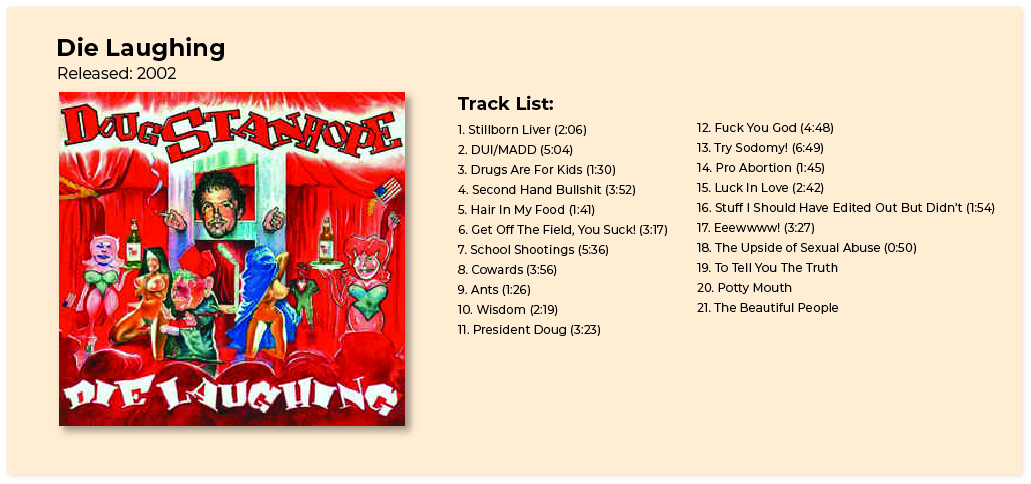 Die Laughing
Released: 2002
DOUG STANHOPE
DIE LAUGHING
Track List:
1. Stillborn Liver (2:06)
2. DUI/MADD (5:04)
3. Drugs Are For Kids (1:30)
4. Second Hand Bullshit (3:52)
5. Hair In My Food (1:41)
6. Get Off The Field, You Suck! (3:17)
7. School Shootings (5:36)
8. Cowards (3:56)
9. Ants (1:26)
10. Wisdom (2:19)
11. President Doug (3:23)
12. Fuck You God (4:48)
13. Try Sodomy! (6:49)
14. Pro Abortion (1:45)
15. Luck In Love (2:42)
16. Stuff I Should Have Edited Out But Didn't (1:54)
17. Eeewwww! (3:27)
18. The Upside of Sexual Abuse (0:50)
19. To Tell You The Truth
20. Potty Mouth
21. The Beautiful People